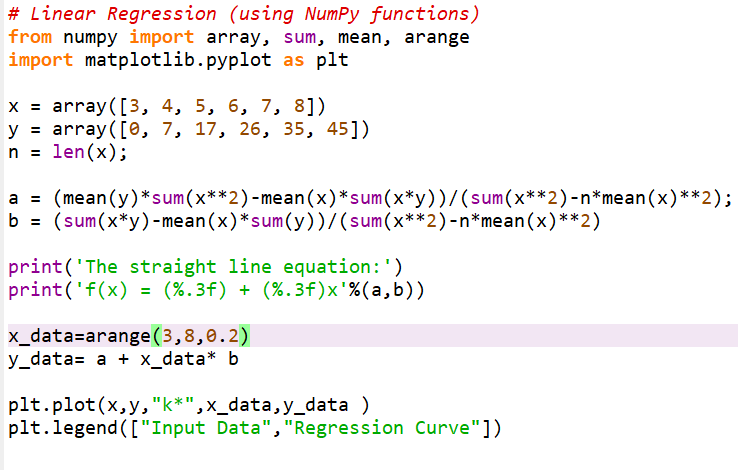 # Linear Regression (using NumPy functions)
from numpy import array, sum, mean, arange
import matplotlib.pyplot as plt
x = array([3, 4, 5, 6, 7, 8])
y = array([0, 7, 17, 26, 35, 45])
n = len(x);
a = (mean(y)*sum(x**2)-mean(x)*sum(x*y))/(sum(x**2)-n*mean(x)**2);
b = (sum(x*y)-mean(x)*sum(y))/(sum(x**2)-n*mean(x)**2)
print('The straight line equation:')
print('f(x) = (%.3f) + (%.3f)x'%(a,b))
x_data=arange(3,8,0.2)
y_data= a + x_data* b
plt.plot(x,y,"k*",x_data,y_data )
plt.legend(["Input Data","Regression Curve"])